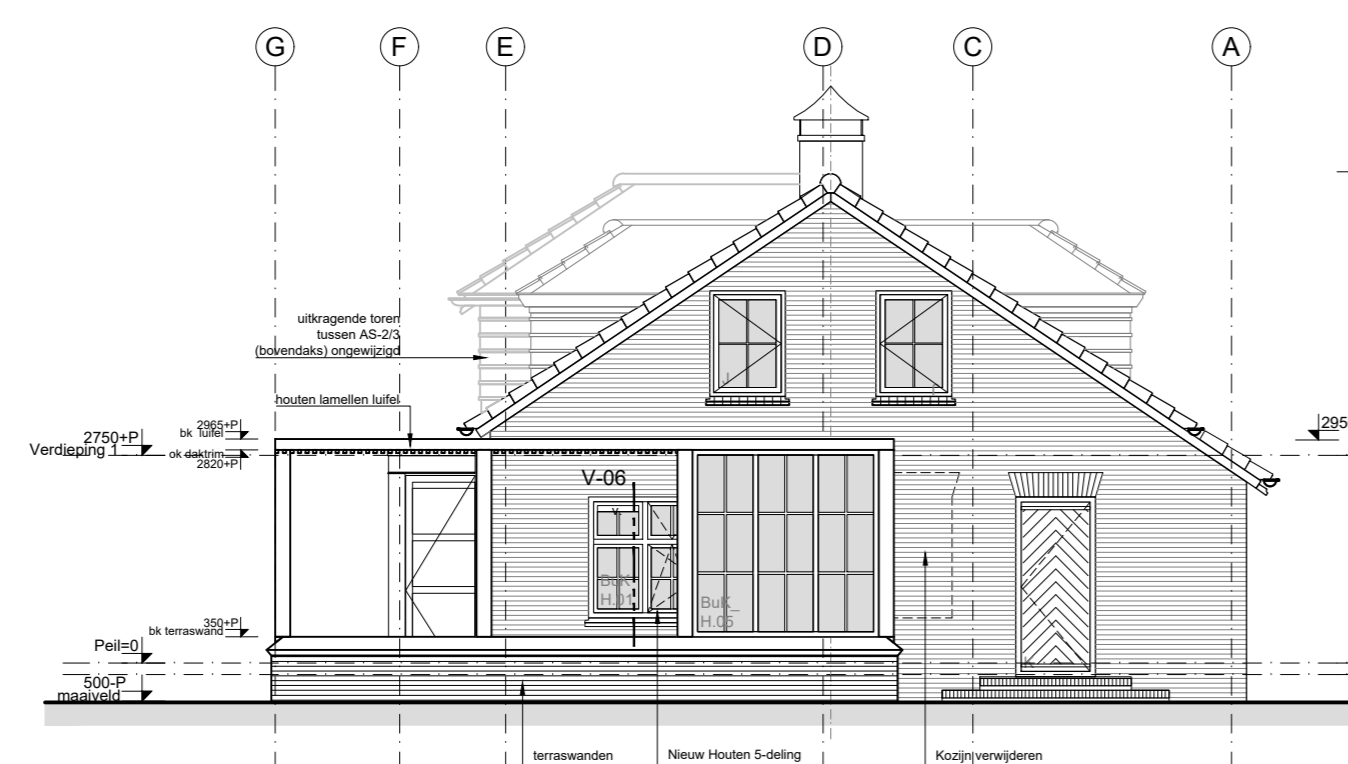 G F E D C A
uitkragende toren
tussen AS-2/3
(bovendaks) ongewijzigd
houten lamellen luifel
2965+P
bk luifel
2750+P
Verdieping 1
ok daktrim
2820+P
295
V-06
BuK
H.01
BuK_
H.05
350+P
bk terraswand
Peil=0
500-P
maaiveld
terraswanden
Nieuw Houten 5-deling
Kozijn verwijderen